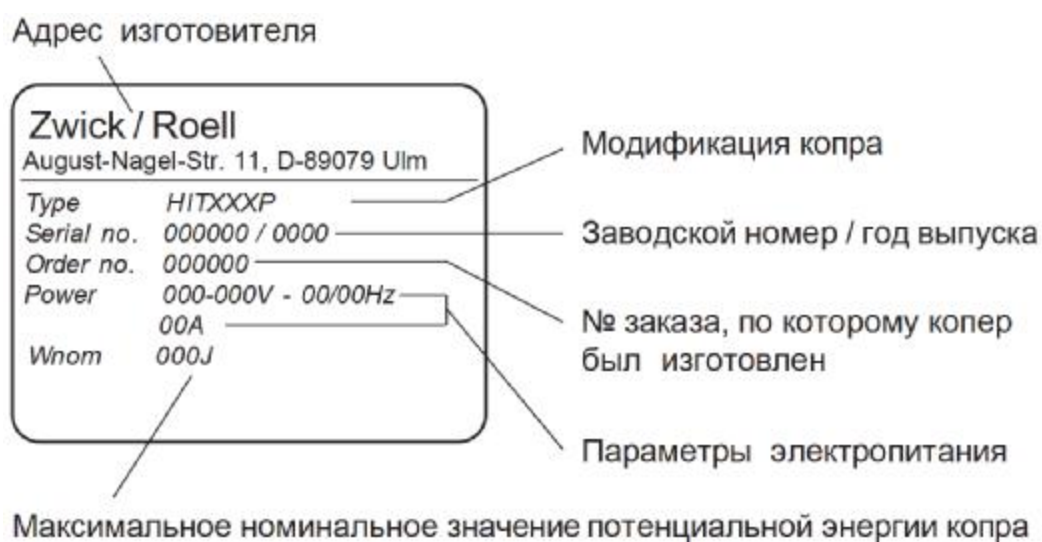 Адрес изготовителя
Zwick / Roell
August-Nagel-Str. 11, D-89079 Ulm
Type HITXXXP
Serial no. 000000 / 0000
Order no. 000000
Power 000-000V - 00/00Hz
00A
Wnom 000J
Модификация копра
Заводской номер / год выпуска
№ заказа, по которому копер
был изготовлен
Параметры электропитания
Максимальное номинальное значение потенциальной энергии копра